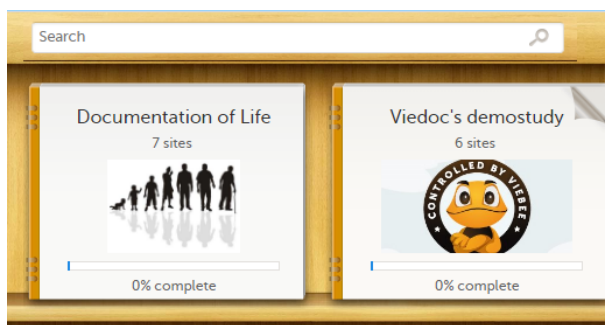 Search
Documentation of Life
7 sites
0% complete
Viedoc's demostudy
6 sites
CONTROLLED BY VIEBEE
0% complete